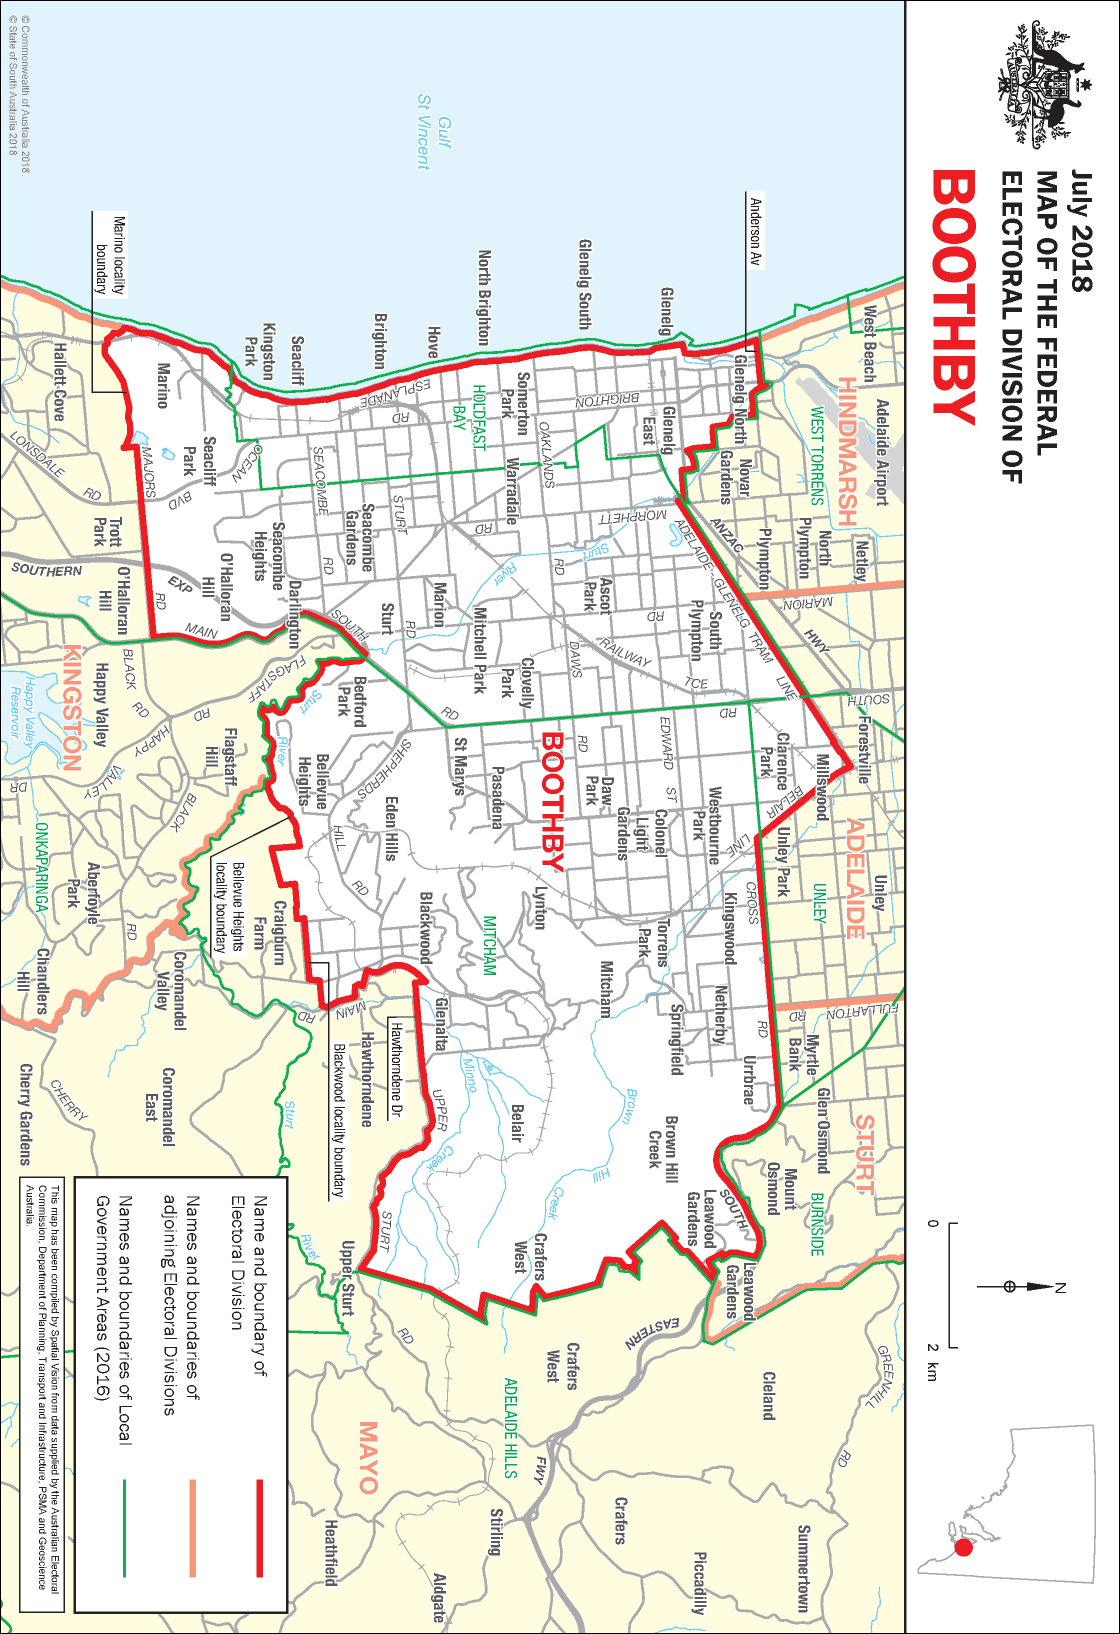 July 2018
MAP OF THE FEDERAL
ELECTORAL DIVISION OF
BOOTHBY
0 2 km
N
Anderson Av
West Beach
Adelaide Airport
HINDMARSH
WEST TORRENS
Glenelg North
Novar
Gardens
North
Plympton
Netley
Plympton
ANZAC
HWY
MARION
SOUTH
Forestville
ADELAIDE
Unley
UNLEY
Millswood
Clarence
Park
Unley Park
BELAIR
LINE
CROSS
RD
FULLARTON
RD
Myrtle
Bank
Glen Osmond
STURT
Mount
Osmond
BURNSIDE
Urrbrae
SOUTH
Leawood
Gardens
Leawood
Gardens
GREENHILL
RD
Cleland
Summertown
Gulf
St Vincent
Glenelg
Glenelg South
Glenelg
East
North Brighton
Hove
Brighton
Seacliff
Kingston
Park
ESPLANADE
HOLDFAST
BAY
Somerton
Park
BRIGHTON
RD
OAKLANDS
RD
Warradale
MORPHETT
RD
ADELAIDE - GLENELG TRAM LINE
South
Plympton
Ascot
Park
Sturt
River
MARION
RD
RAILWAY
TCE
DAWS
RD
EDWARD
ST
Mitchell Park
Clovelly
Park
Marion
Sturt
STURT
RD
Seacombe
Gardens
SEACOMBE
RD
Seacombe
Heights
Darlington
SOUTH
RD
RD
BOOTHBY
Daw
Park
Colonel
Light
Gardens
Westbourne
Park
Kingswood
Netherby
Springfield
Torrens
Park
Mitcham
MITCHAM
Lynton
Pasadena
St Marys
Eden Hills
SHEPHERDS
HILL
RD
Blackwood
Bedford
Park
Bellevue
Heights
Sturt
River
Brown Hill
Creek
Brown
Hill
Creek
Belair
Glenalta
Minno
Creek
UPPER
STURT
RD
Crafers
West
Crafers
West
EASTERN
FWY
Crafers
Piccadilly
Stirling
ADELAIDE HILLS
MAYO
Heathfield
Aldgate
Upper Sturt
Hawthorndene
Hawthorndene Dr
Blackwood locality boundary
MAIN
RD
Craigburn
Farm
Bellevue Heights
locality boundary
Coromandel
Valley
Coromandel
East
Sturt
River
Marino locality
boundary
Marino
Hallett Cove
Seacliff
Park
OCEAN
BVD
MAJORS
RD
LONSDALE
RD
Trott
Park
O'Halloran
Hill
O'Halloran
Hill
SOUTHERN
EXP
MAIN
BLACK
RD
Happy Valley
KINGSTON
Happy Valley
Reservoir
HAPPY
VALLEY
DR
FLAGSTAFF
RD
Flagstaff
Hill
BLACK
RD
ONKAPARINGA
Aberfoyle
Park
Chandlers
Hill
Cherry Gardens
CHERRY
Name and boundary of
Electoral Division
Names and boundaries of
adjoining Electoral Divisions
Names and boundaries of Local
Government Areas (2016)
This map has been compiled by Spatial Vision from data supplied by the Australian Electoral
Commission, Department of Planning, Transport and Infrastructure, PSMA and Geoscience
Australia.
© Commonwealth of Australia 2018
© State of South Australia 2018